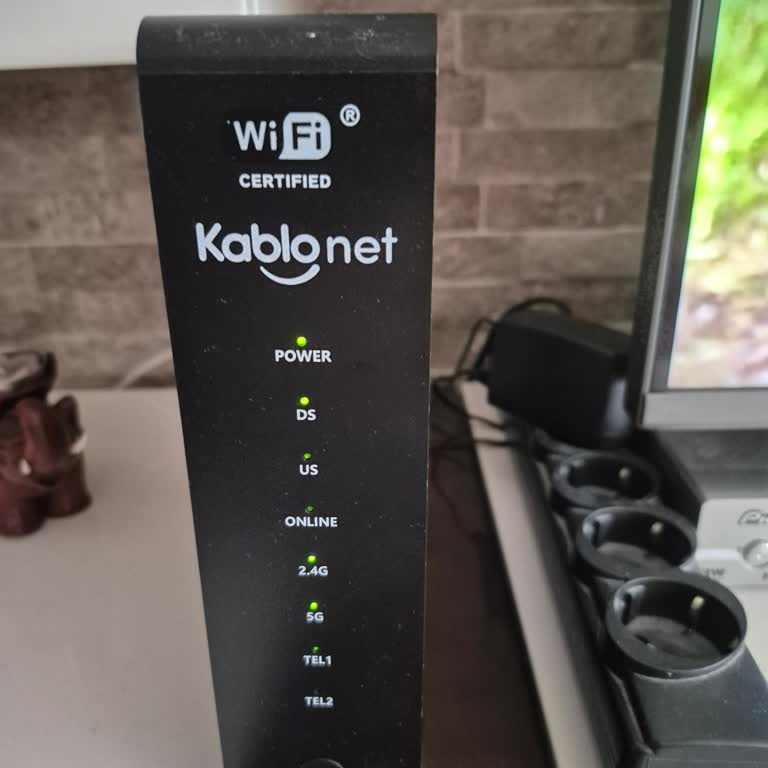 WiFi ®
CERTIFIED
Kablonet
POWER
DS
US
ONLINE
2.4G
5G
TEL1
TEL2